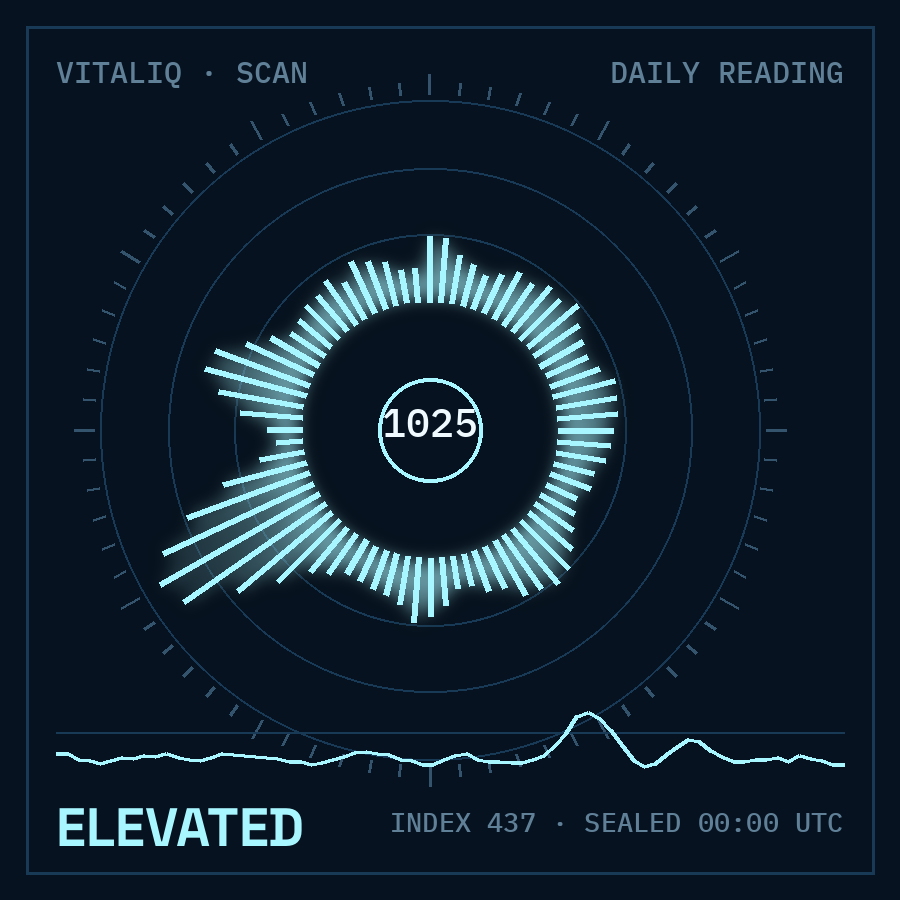 VITALIQ · SCAN
DAILY READING
1025
ELEVATED
INDEX 437 · SEALED 00:00 UTC